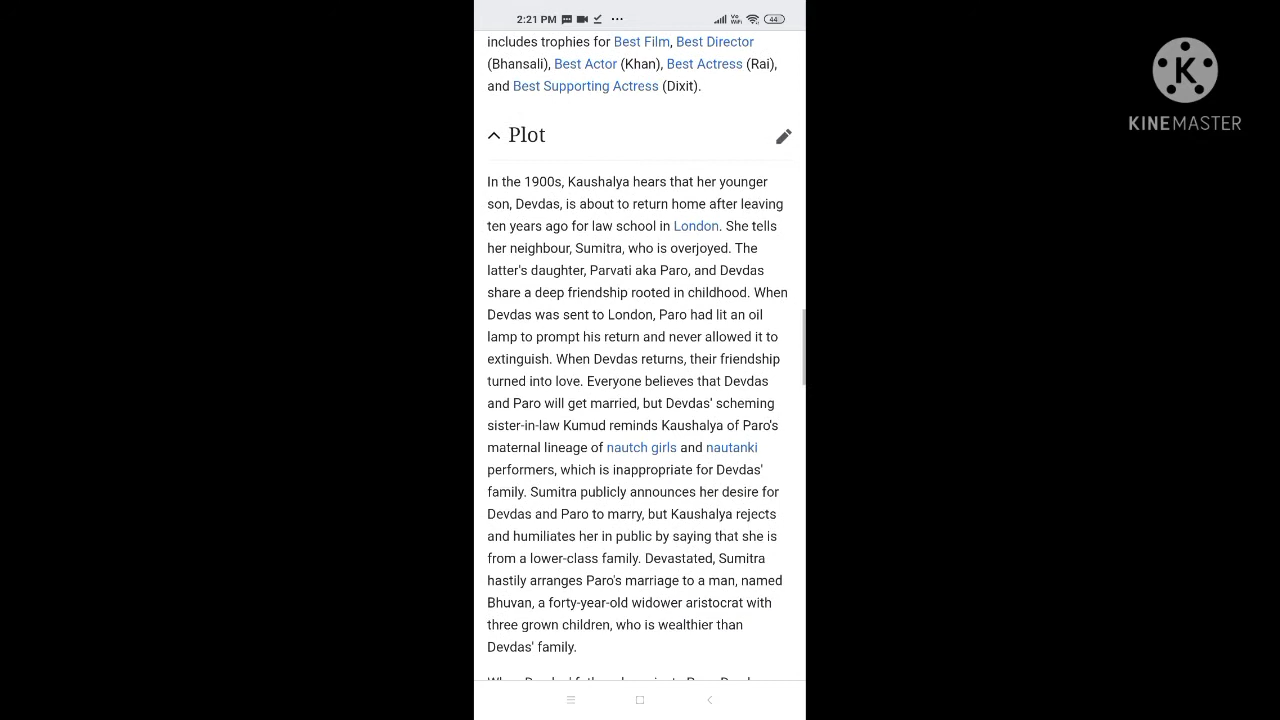 2:21 PM
Vo
WiFi
44
K
KINEMASTER
includes trophies for Best Film, Best Director
(Bhansali), Best Actor (Khan), Best Actress (Rai),
and Best Supporting Actress (Dixit).
Plot
In the 1900s, Kaushalya hears that her younger
son, Devdas, is about to return home after leaving
ten years ago for law school in London. She tells
her neighbour, Sumitra, who is overjoyed. The
latter's daughter, Parvati aka Paro, and Devdas
share a deep friendship rooted in childhood. When
Devdas was sent to London, Paro had lit an oil
lamp to prompt his return and never allowed it to
extinguish. When Devdas returns, their friendship
turned into love. Everyone believes that Devdas
and Paro will get married, but Devdas' scheming
sister-in-law Kumud reminds Kaushalya of Paro's
maternal lineage of nautch girls and nautanki
performers, which is inappropriate for Devdas'
family. Sumitra publicly announces her desire for
Devdas and Paro to marry, but Kaushalya rejects
and humiliates her in public by saying that she is
from a lower-class family. Devastated, Sumitra
hastily arranges Paro's marriage to a man, named
Bhuvan, a forty-year-old widower aristocrat with
three grown children, who is wealthier than
Devdas' family.